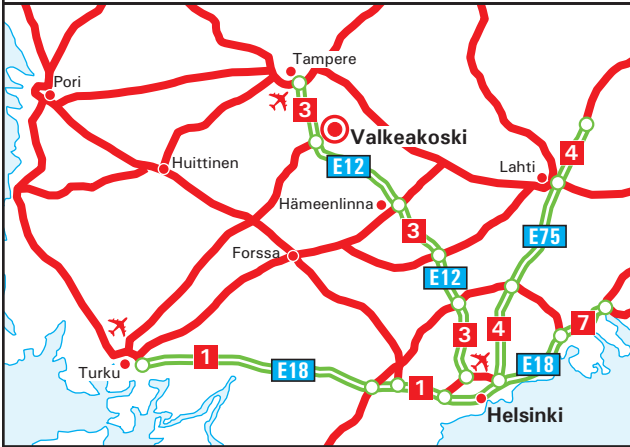 Tampere
Pori
3
Valkeakoski
4
Huittinen
E12
Lahti
Hämeenlinna
3
E75
Forssa
E12
3
4
7
1
E18
E18
Turku
1
Helsinki